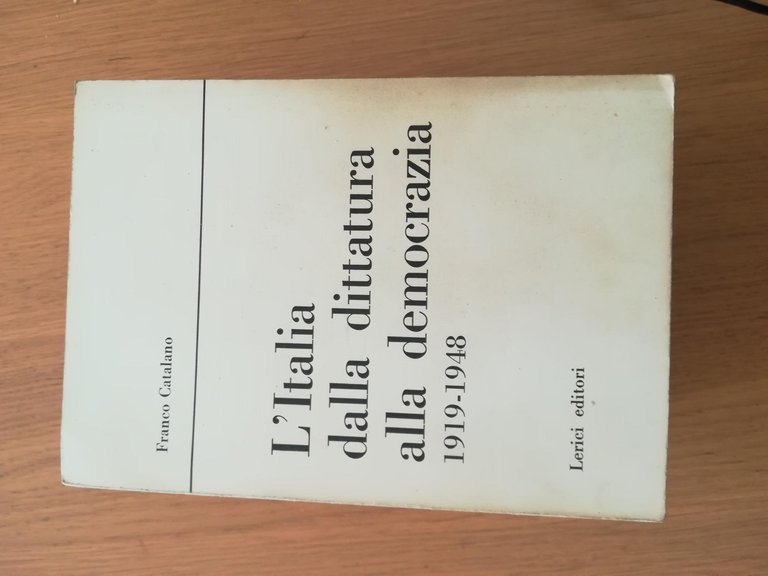 Franco Catalano
L'Italia
dalla dittatura
alla democrazia
1919-1948
Lerici editori